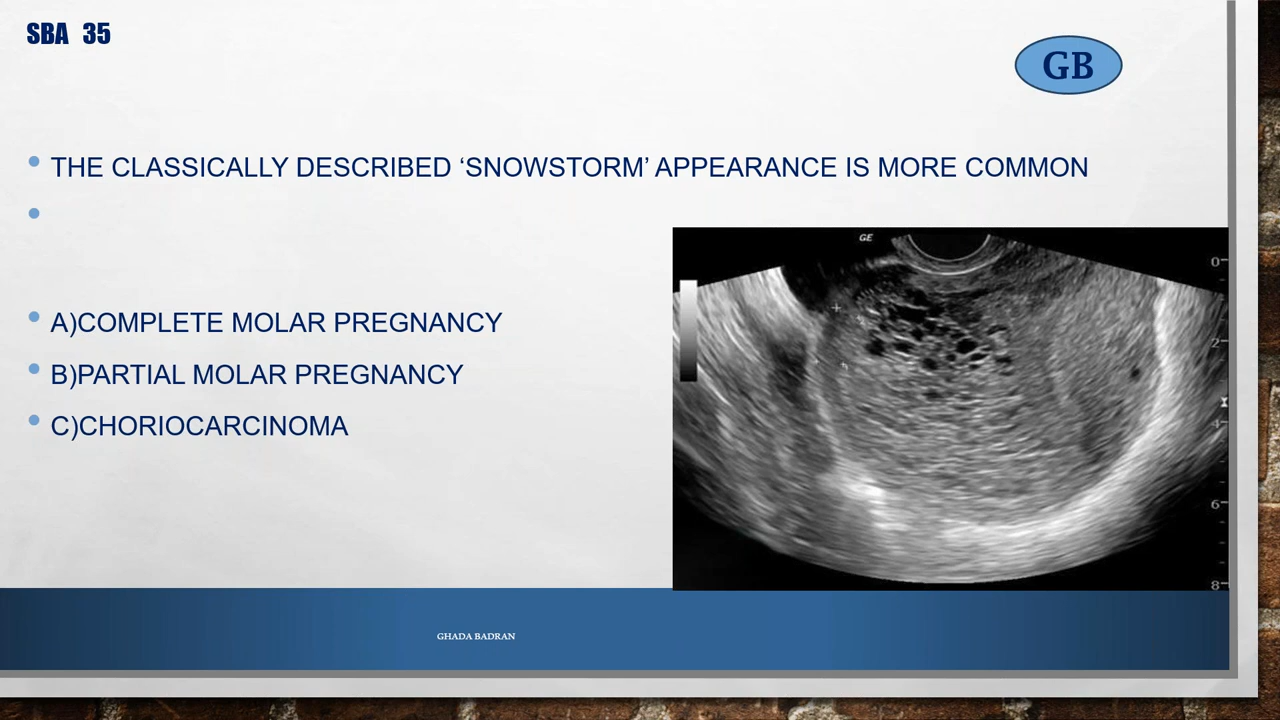 SBA 35
GB
THE CLASSICALLY DESCRIBED ‘SNOWSTORM’ APPEARANCE IS MORE COMMON
A)COMPLETE MOLAR PREGNANCY
B)PARTIAL MOLAR PREGNANCY
C)CHORIOCARCINOMA
GE
0
2
4
6
8
GHADA BADRAN